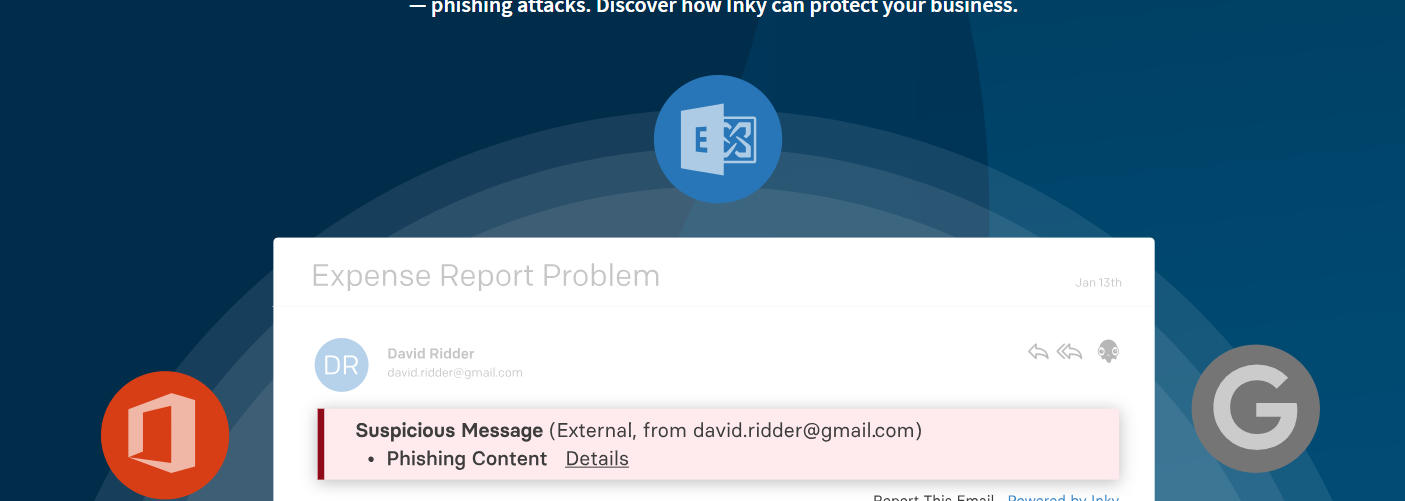 — phishing attacks. Discover how Inky can protect your business.
E
Expense Report Problem
Jan 13th
DR
David Ridder
david.ridder@gmail.com
Suspicious Message (External, from david.ridder@gmail.com)
• Phishing Content Details
G
Report This Email Powered by Inky